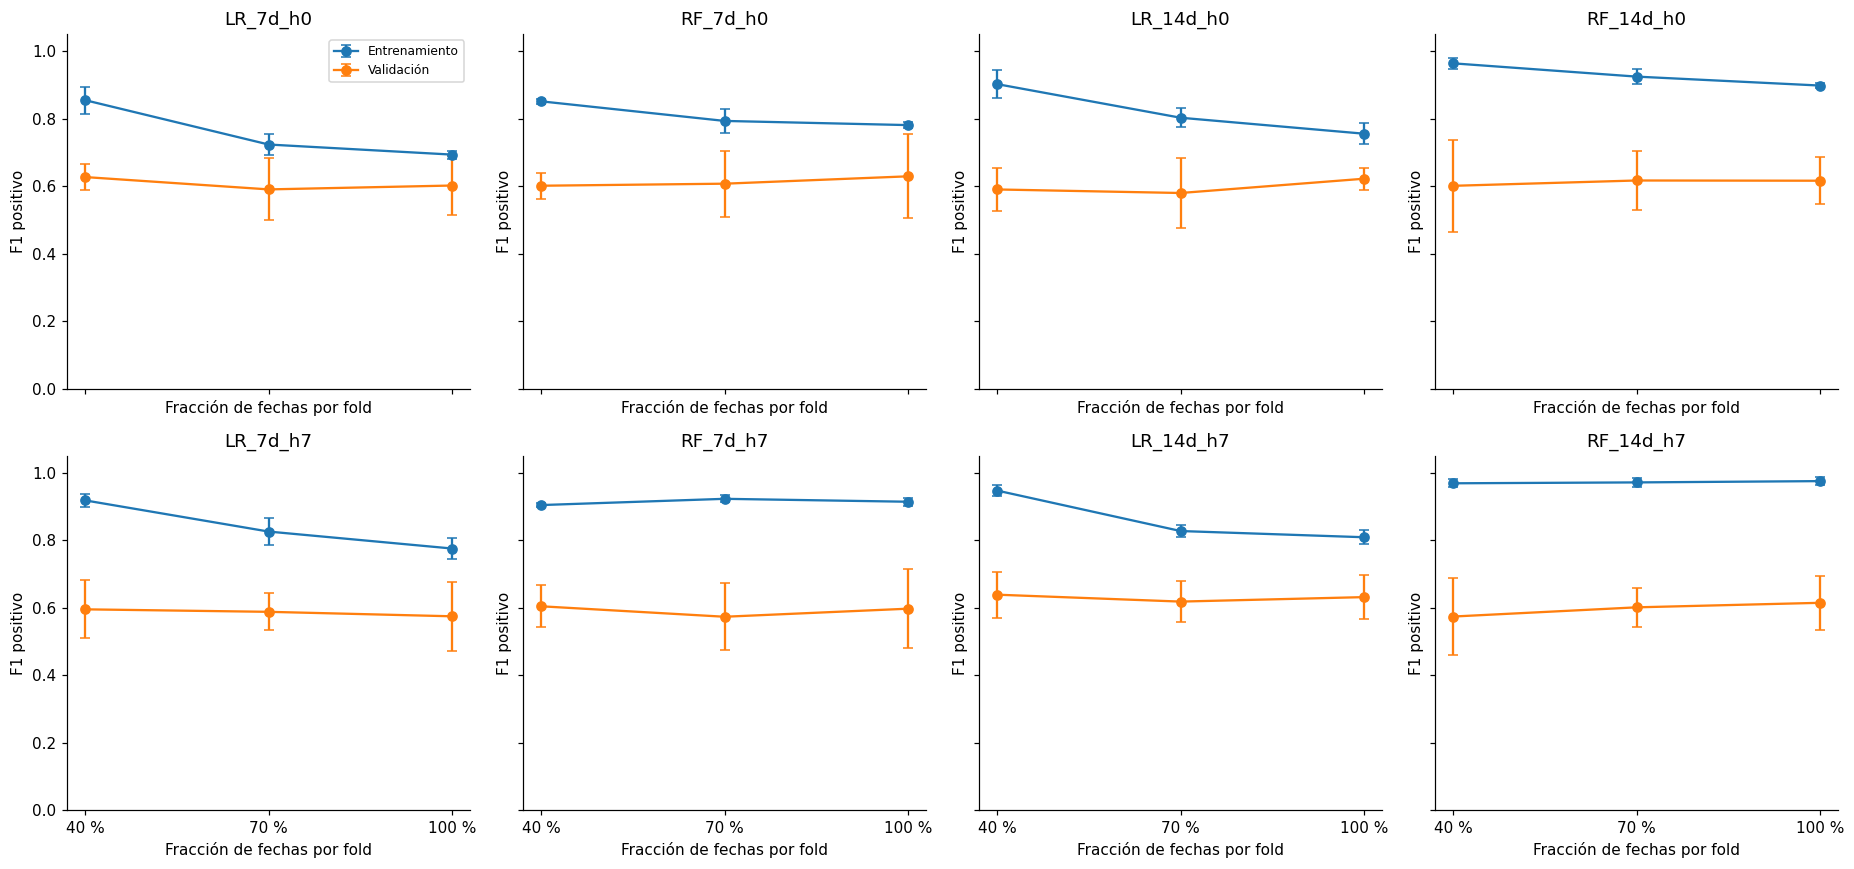 LR_7d_h0
RF_7d_h0
LR_14d_h0
RF_14d_h0
1.0
0.8
0.6
0.4
0.2
0.0
F1 positivo
F1 positivo
F1 positivo
F1 positivo
Entrenamiento
Validación
Fracción de fechas por fold
Fracción de fechas por fold
Fracción de fechas por fold
Fracción de fechas por fold
LR_7d_h7
RF_7d_h7
LR_14d_h7
RF_14d_h7
1.0
0.8
0.6
0.4
0.2
0.0
F1 positivo
F1 positivo
F1 positivo
F1 positivo
40 % 70 % 100 %
40 % 70 % 100 %
40 % 70 % 100 %
40 % 70 % 100 %
Fracción de fechas por fold
Fracción de fechas por fold
Fracción de fechas por fold
Fracción de fechas por fold